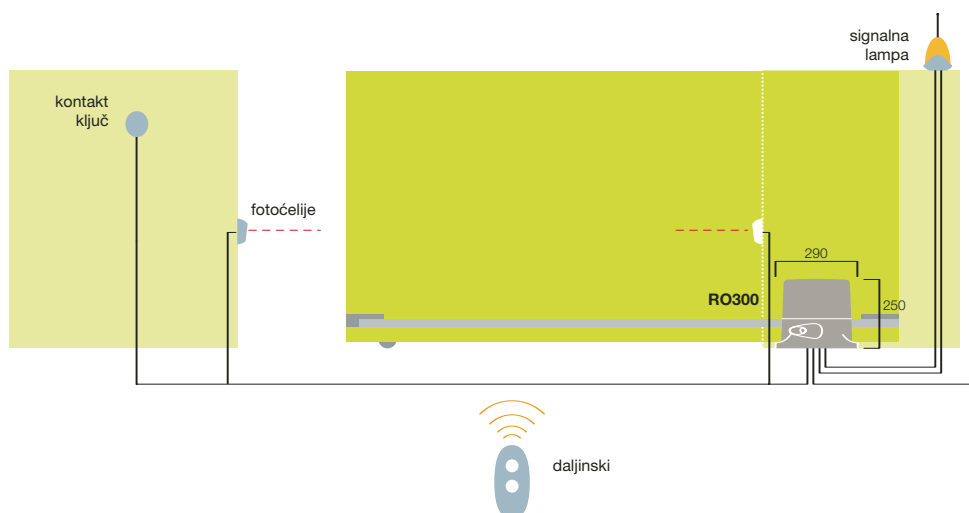 signalna
lampa
kontakt
ključ
fotoćelije
290
RO300
250
daljinski